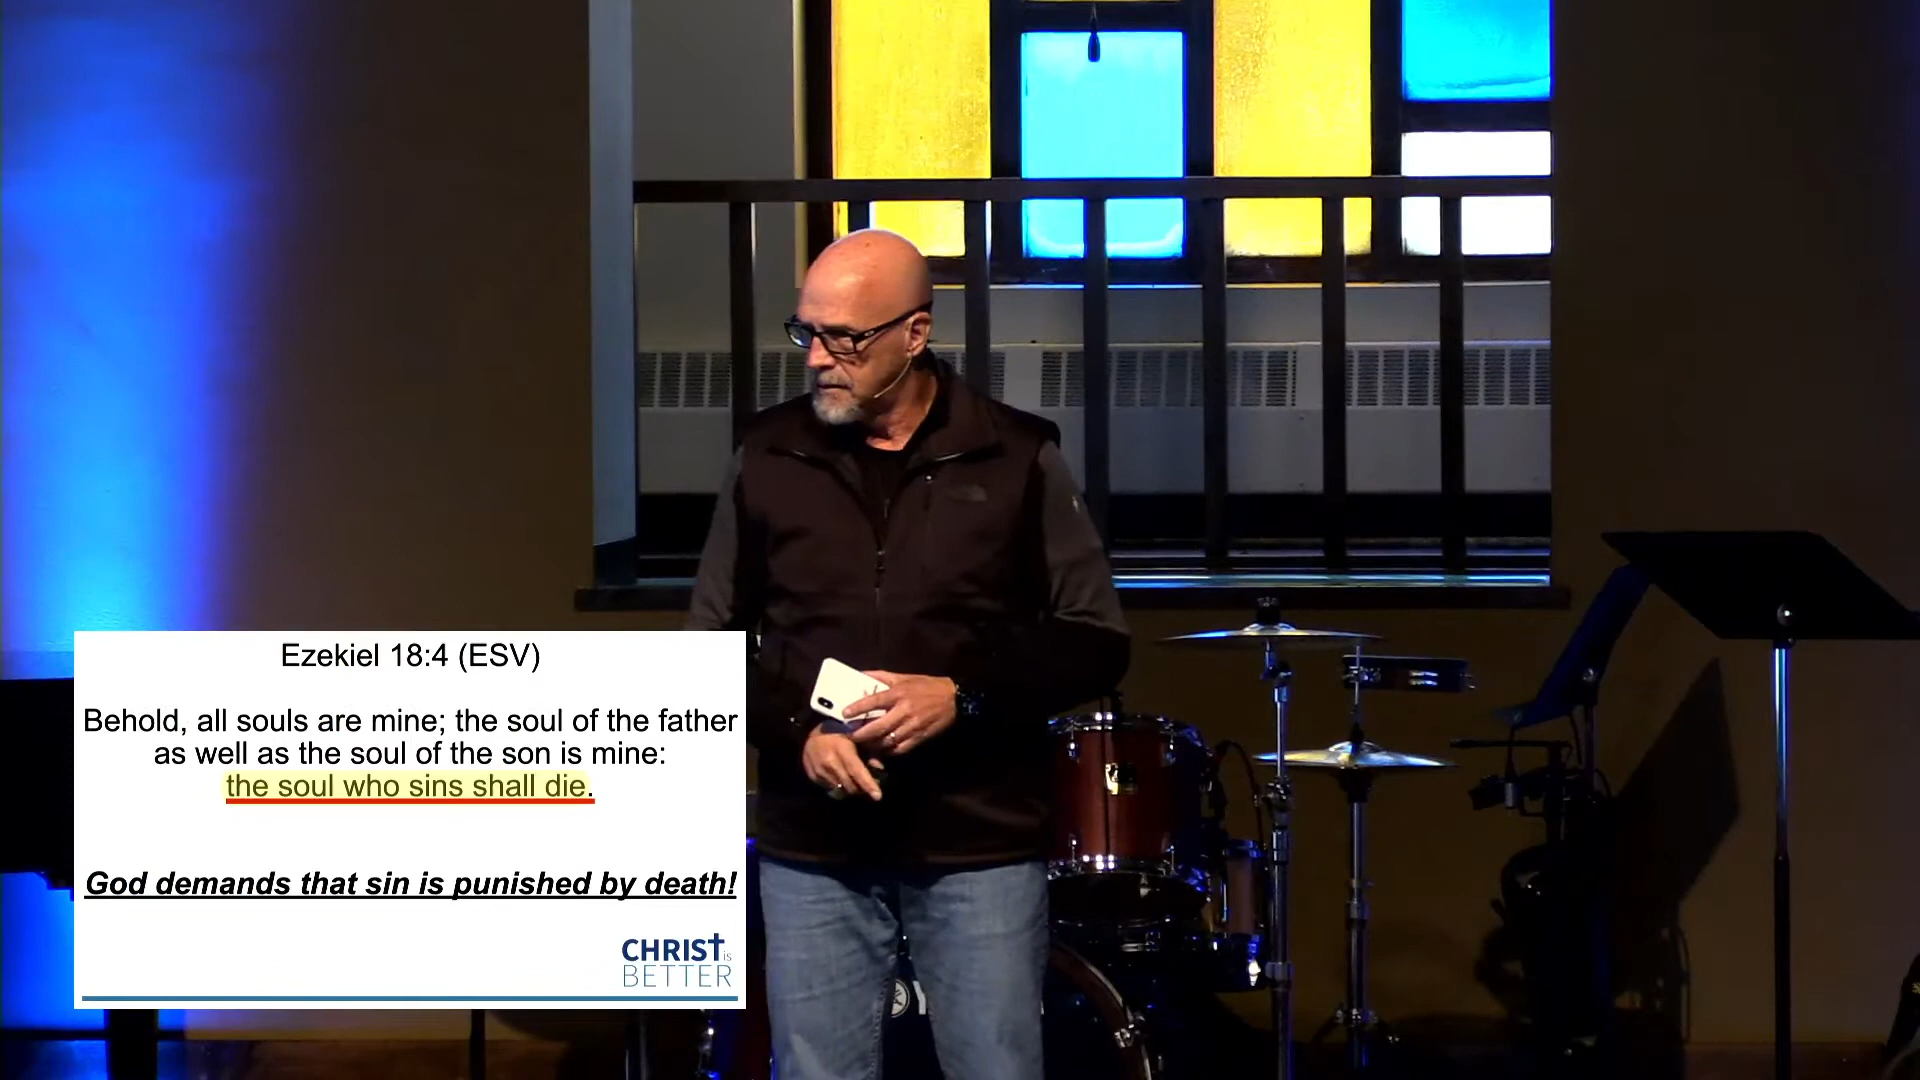 Ezekiel 18:4 (ESV)
Behold, all souls are mine; the soul of the father
as well as the soul of the son is mine:
the soul who sins shall die.
God demands that sin is punished by death!
CHRIST is
BETTER